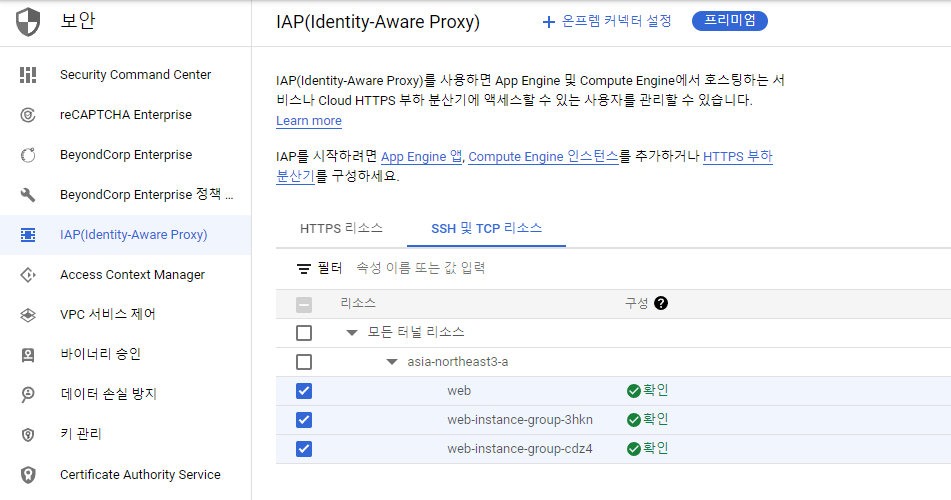 보안
Security Command Center
reCAPTCHA Enterprise
BeyondCorp Enterprise
BeyondCorp Enterprise 정책 ...
IAP(Identity-Aware Proxy)
Access Context Manager
VPC 서비스 제어
바이너리 승인
데이터 손실 방지
키 관리
Certificate Authority Service
IAP(Identity-Aware Proxy)
온프렘 커넥터 설정
프리미엄
IAP(Identity-Aware Proxy)를 사용하면 App Engine 및 Compute Engine에서 호스팅하는 서
비스나 Cloud HTTPS 부하 분산기에 액세스할 수 있는 사용자를 관리할 수 있습니다.
Learn more
IAP를 시작하려면 App Engine 앱, Compute Engine 인스턴스를 추가하거나 HTTPS 부하
분산기를 구성하세요.
HTTPS 리소스 SSH 및 TCP 리소스
필터 속성 이름 또는 값 입력
리소스 구성 ?
모든 터널 리소스
asia-northeast3-a
web 확인
web-instance-group-3hkn 확인
web-instance-group-cdz4 확인